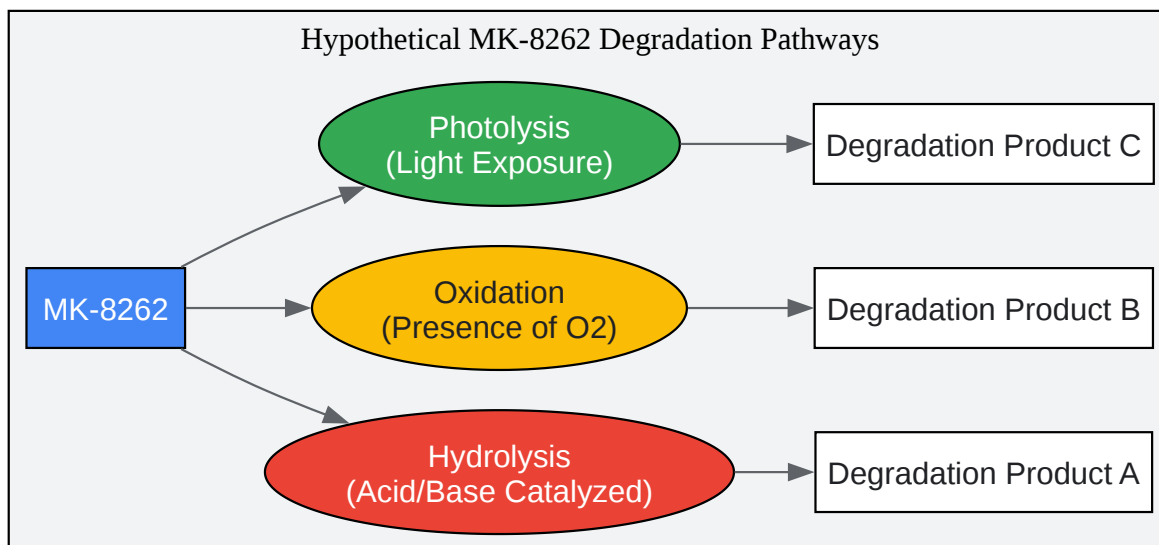 Hypothetical MK-8262 Degradation Pathways
Photolysis
(Light Exposure)
Degradation Product C
MK-8262
Oxidation
(Presence of O2)
Degradation Product B
Hydrolysis
(Acid/Base Catalyzed)
Degradation Product A